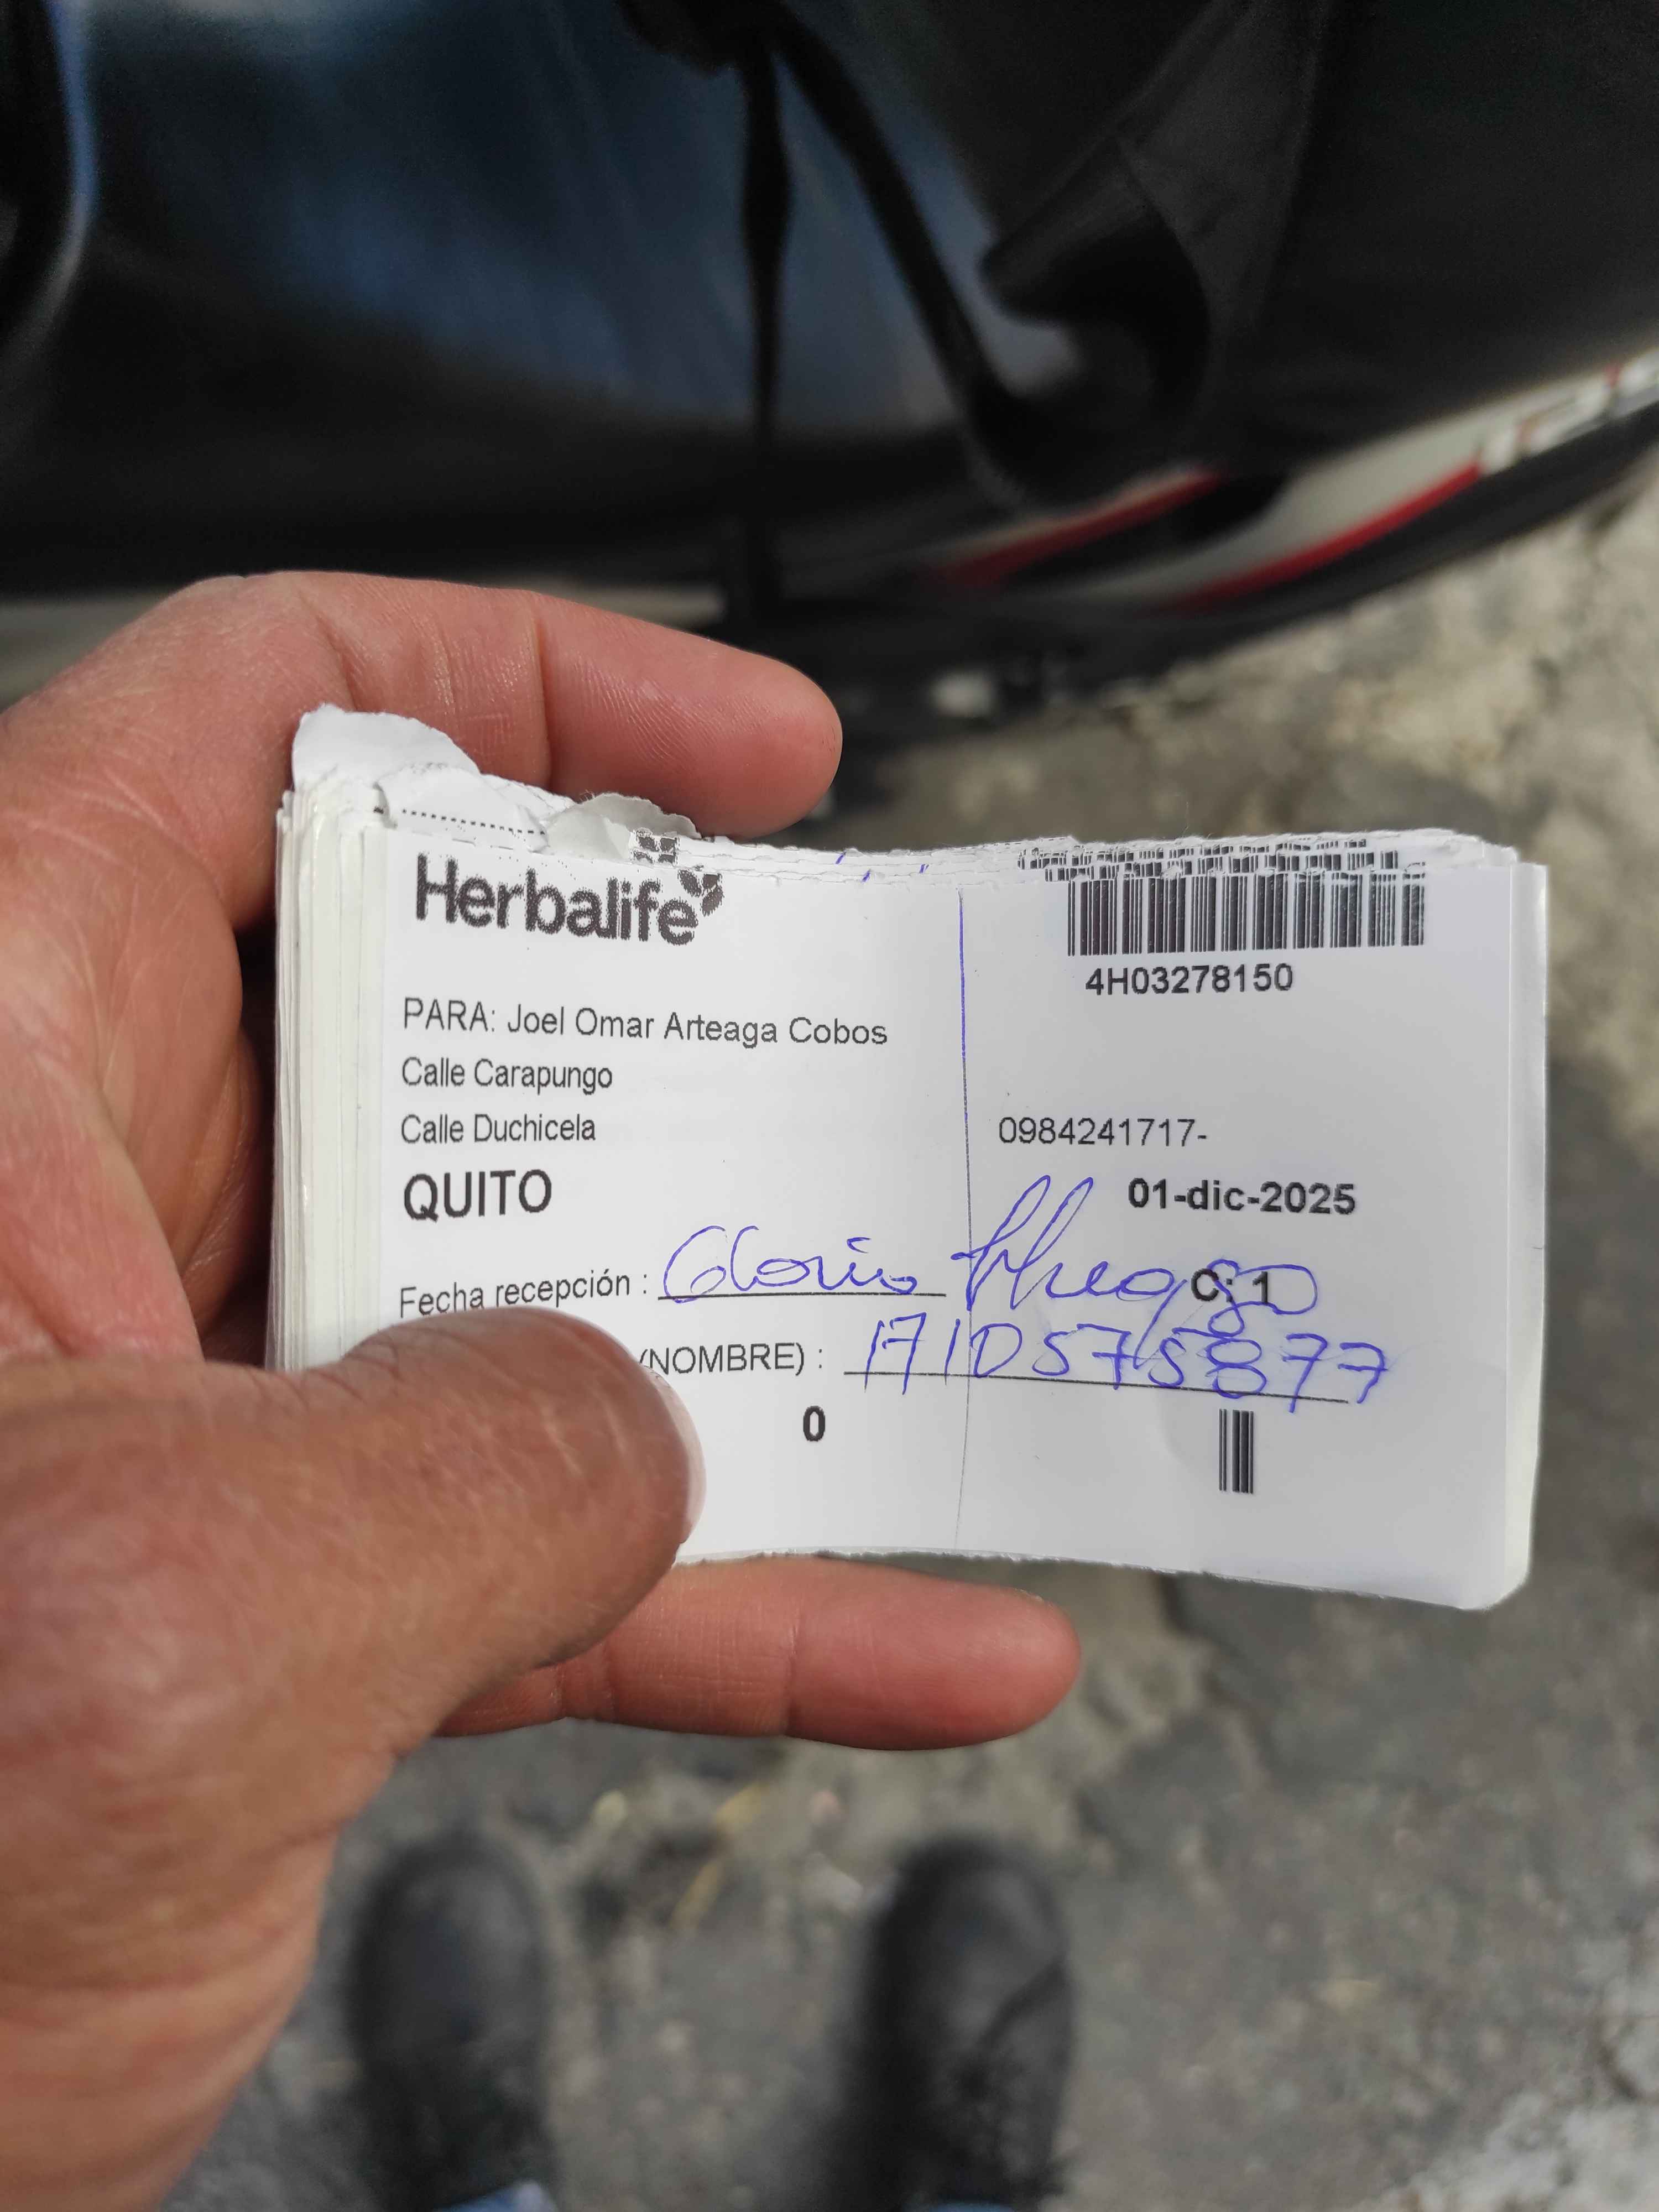 Herbalife
4H03278150
PARA: Joel Omar Arteaga Cobos
Calle Carapungo
Calle Duchicela
0984241717-
QUITO
01-dic-2025
Fecha recepción : Gloria
C: 1
(NOMBRE) : 1710575877
0